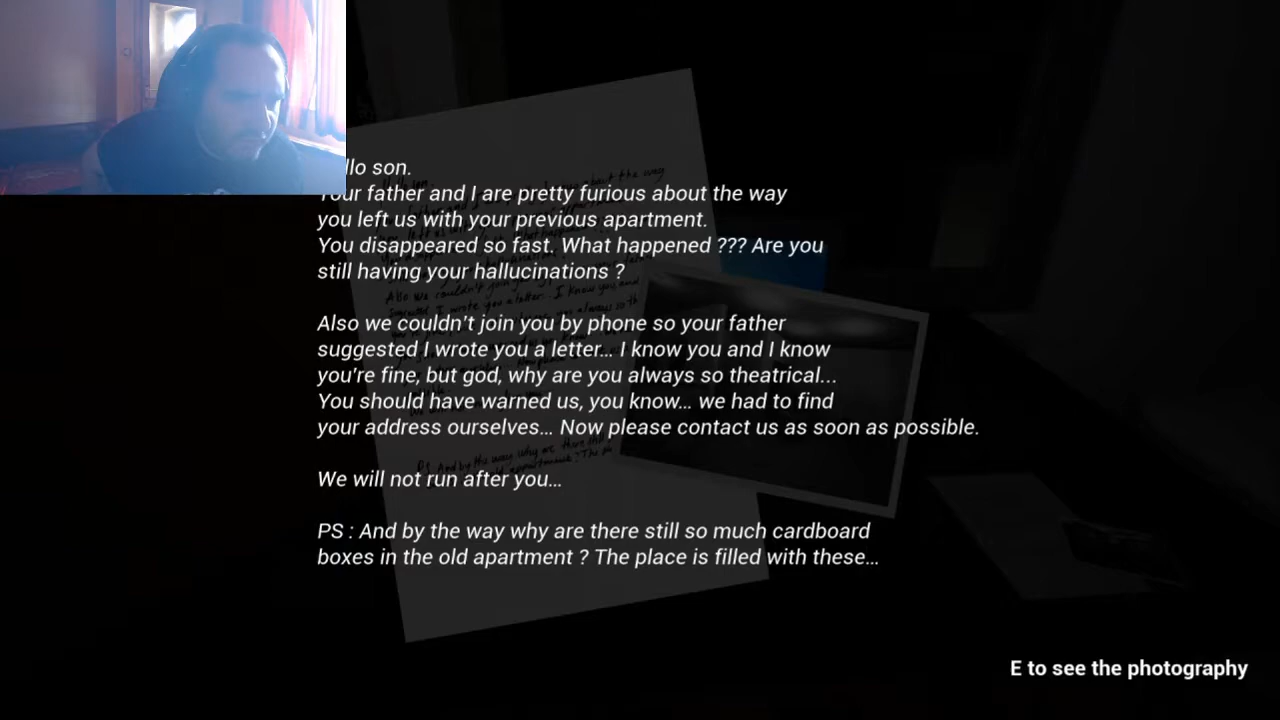 llo son.
Your father and I are pretty furious about the way
you left us with your previous apartment.
You disappeared so fast. What happened ??? Are you
still having your hallucinations ?
Also we couldn't join you by phone so your father
suggested I wrote you a letter... I know you and I know
you're fine, but god, why are you always so theatrical...
You should have warned us, you know... we had to find
your address ourselves... Now please contact us as soon as possible.
We will not run after you...
PS : And by the way why are there still so much cardboard
boxes in the old apartment ? The place is filled with these...
E to see the photography